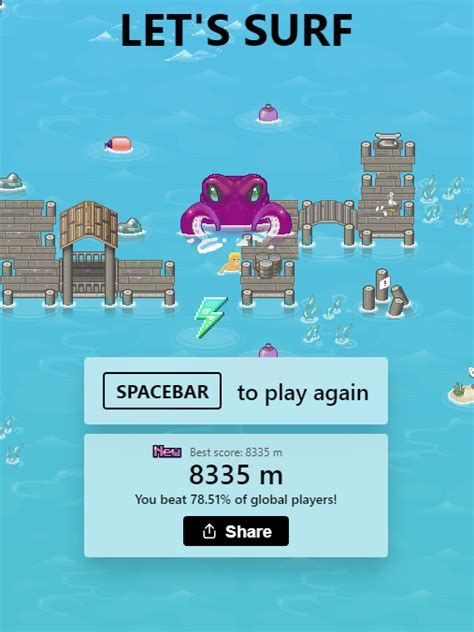 LET'S SURF
SPACEBAR to play again
New Best score: 8335 m
8335 m
You beat 78.51% of global players!
Share